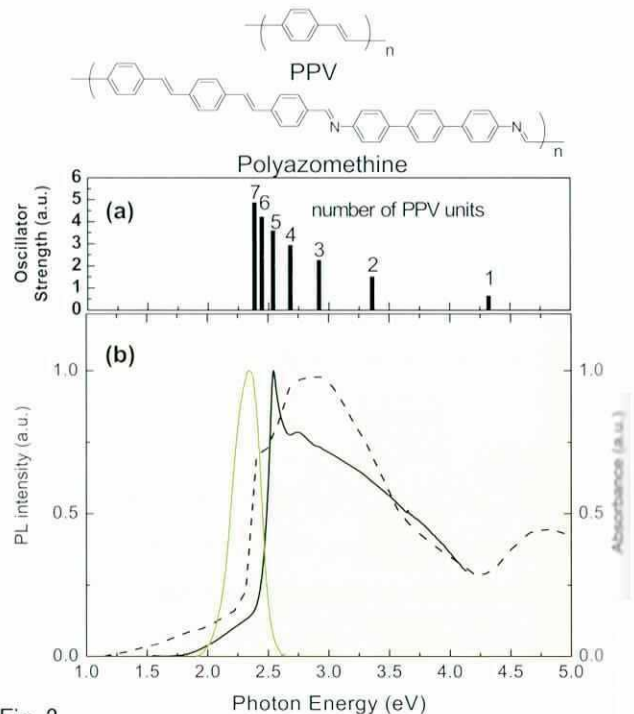 n
PPV
N
N
n
Polyazomethine
6
5
4
3
2
1
0
Oscillator
Strength (a.u.)
(a)
number of PPV units
7
6
5
4
3
2
1
(b)
1.0
0.5
0.0
PL intensity (a.u.)
1.0
0.5
0.0
Absorbance (a.u.)
1.0 1.5 2.0 2.5 3.0 3.5 4.0 4.5 5.0
Photon Energy (eV)